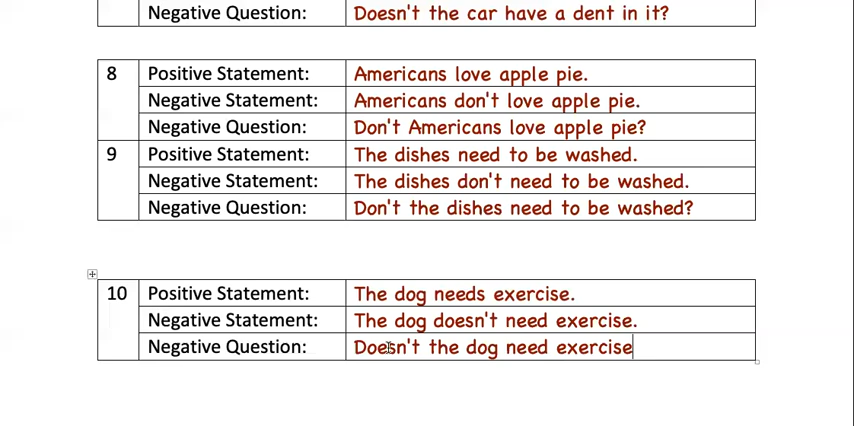 Negative Question: Doesn't the car have a dent in it?
8 Positive Statement: Americans love apple pie.
Negative Statement: Americans don't love apple pie.
Negative Question: Don't Americans love apple pie?
9 Positive Statement: The dishes need to be washed.
Negative Statement: The dishes don't need to be washed.
Negative Question: Don't the dishes need to be washed?
10 Positive Statement: The dog needs exercise.
Negative Statement: The dog doesn't need exercise.
Negative Question: Doesn't the dog need exercise